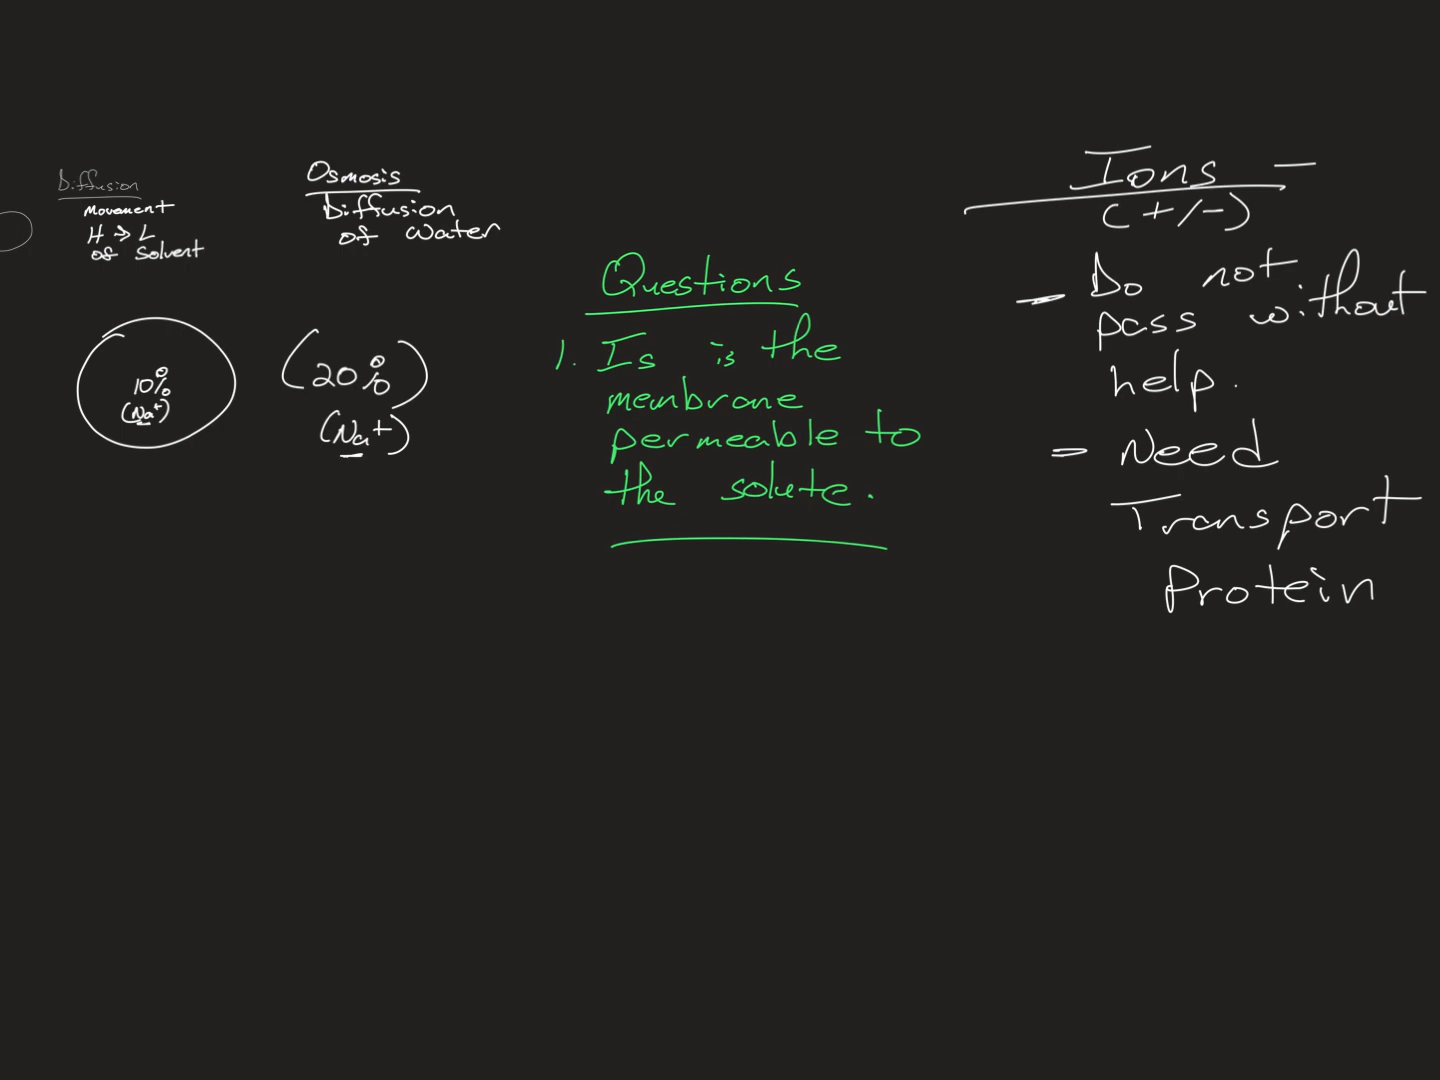 Diffusion
Movement
H → L
of Solvent
Osmosis
Diffusion
of Water
10%
(Na+)
(20%)
(Na+)
Questions
1. Is is the
membrane
permeable to
the solute.
Ions -
(+/-)
- Do not
pass without
help.
- Need
Transport
Protein